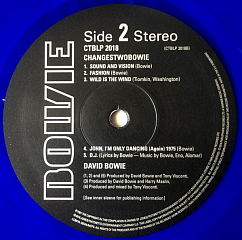 BOWIE
Side 2 Stereo
CTBLP 2018 (CTBLP 2018B)
CHANGESTWOBOWIE
1. SOUND AND VISION (Bowie)
2. FASHION (Bowie)
3. WILD IS THE WIND (Tiomkin, Washington)
4. JOHN, I'M ONLY DANCING (Again) 1975 (Bowie)
5. D.J. (Lyrics by Bowie — Music by Bowie, Eno, Alomar)
DAVID BOWIE
(1, 2) and (5) Produced by David Bowie and Tony Visconti.
(3) Produced by David Bowie and Harry Maslin.
(4) Produced and mixed by Tony Visconti.
[See inner sleeve for publishing information]